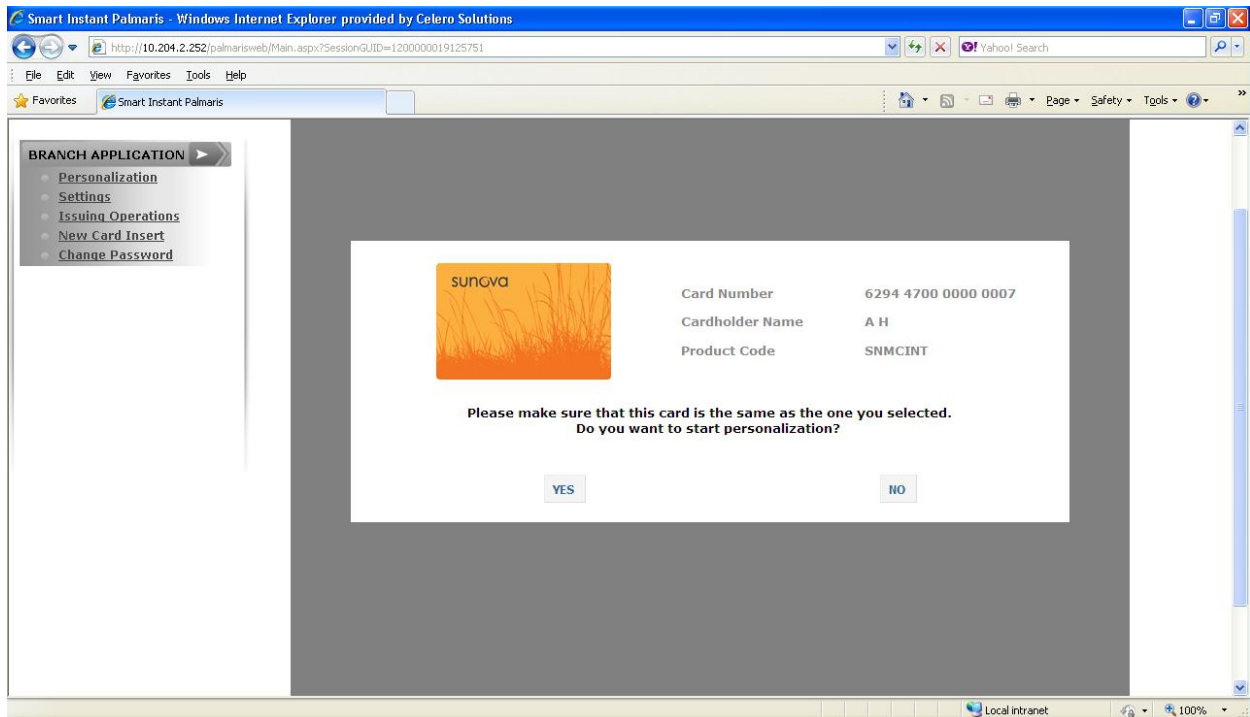 Smart Instant Palmaris - Windows Internet Explorer provided by Celero Solutions
http://10.204.2.252/palmarisweb/Main.aspx?SessionGUID=1200000019125751
Yahoo! Search
File Edit View Favorites Tools Help
Favorites Smart Instant Palmaris Page Safety Tools
BRANCH APPLICATION
Personalization
Settings
Issuing Operations
New Card Insert
Change Password
sunova
Card Number 6294 4700 0000 0007
Cardholder Name A H
Product Code SNMCINT
Please make sure that this card is the same as the one you selected.
Do you want to start personalization?
YES NO
Local intranet 100%